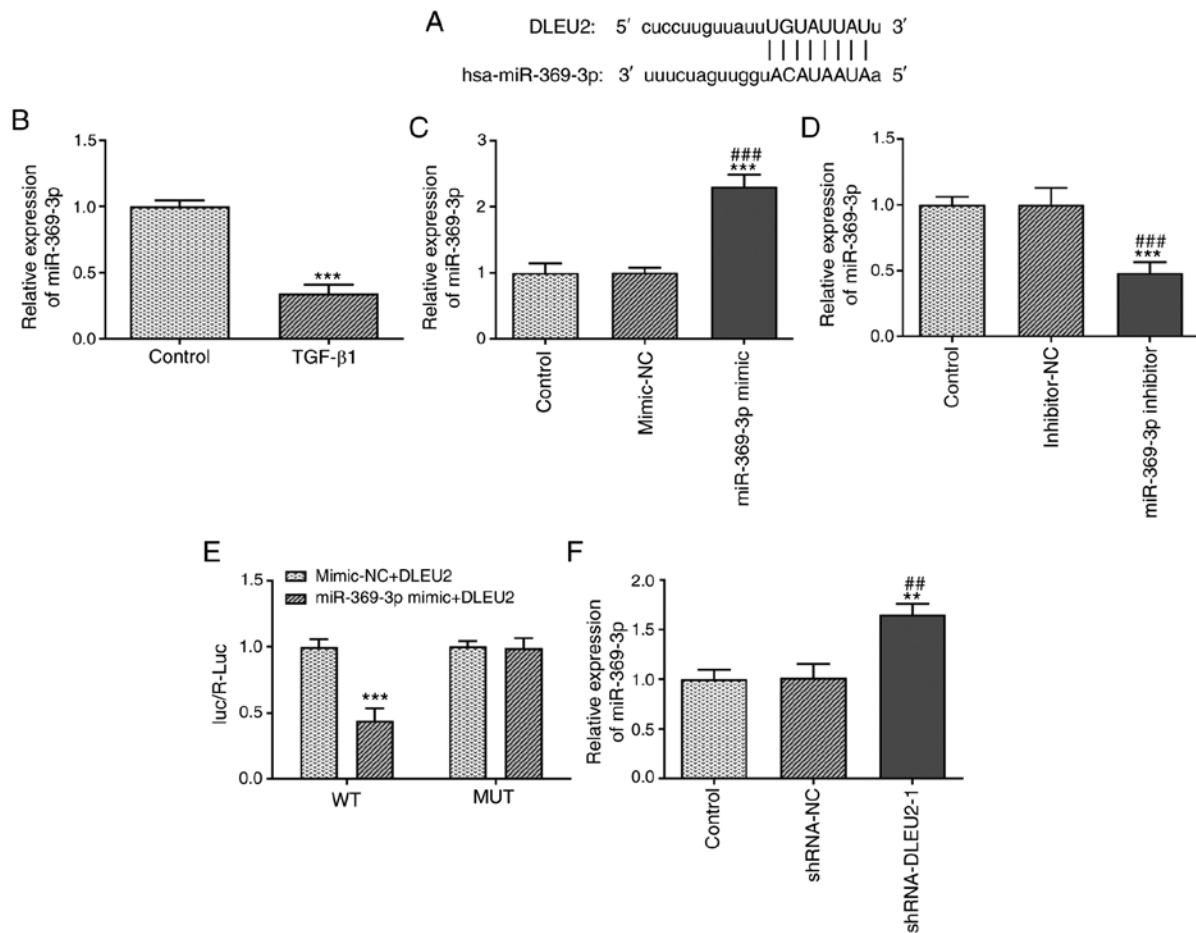 A
DLEU2: 5′ cuccuuguuauuUGUAUUAUu 3′
hsa-miR-369-3p: 3′ uuucuaguugguACAUAAUAa 5′
B
Relative expression
of miR-369-3p
1.5
1.0
0.5
0.0
***
Control
TGF-β1
C
Relative expression
of miR-369-3p
3
2
1
0
###
***
Control
Mimic-NC
miR-369-3p mimic
D
Relative expression
of miR-369-3p
1.5
1.0
0.5
0.0
###
***
Control
Inhibitor-NC
miR-369-3p inhibitor
E
luc/R-Luc
1.5
1.0
0.5
0.0
Mimic-NC+DLEU2
miR-369-3p mimic+DLEU2
***
WT
MUT
F
Relative expression
of miR-369-3p
2.0
1.5
1.0
0.5
0.0
##
**
Control
shRNA-NC
shRNA-DLEU2-1